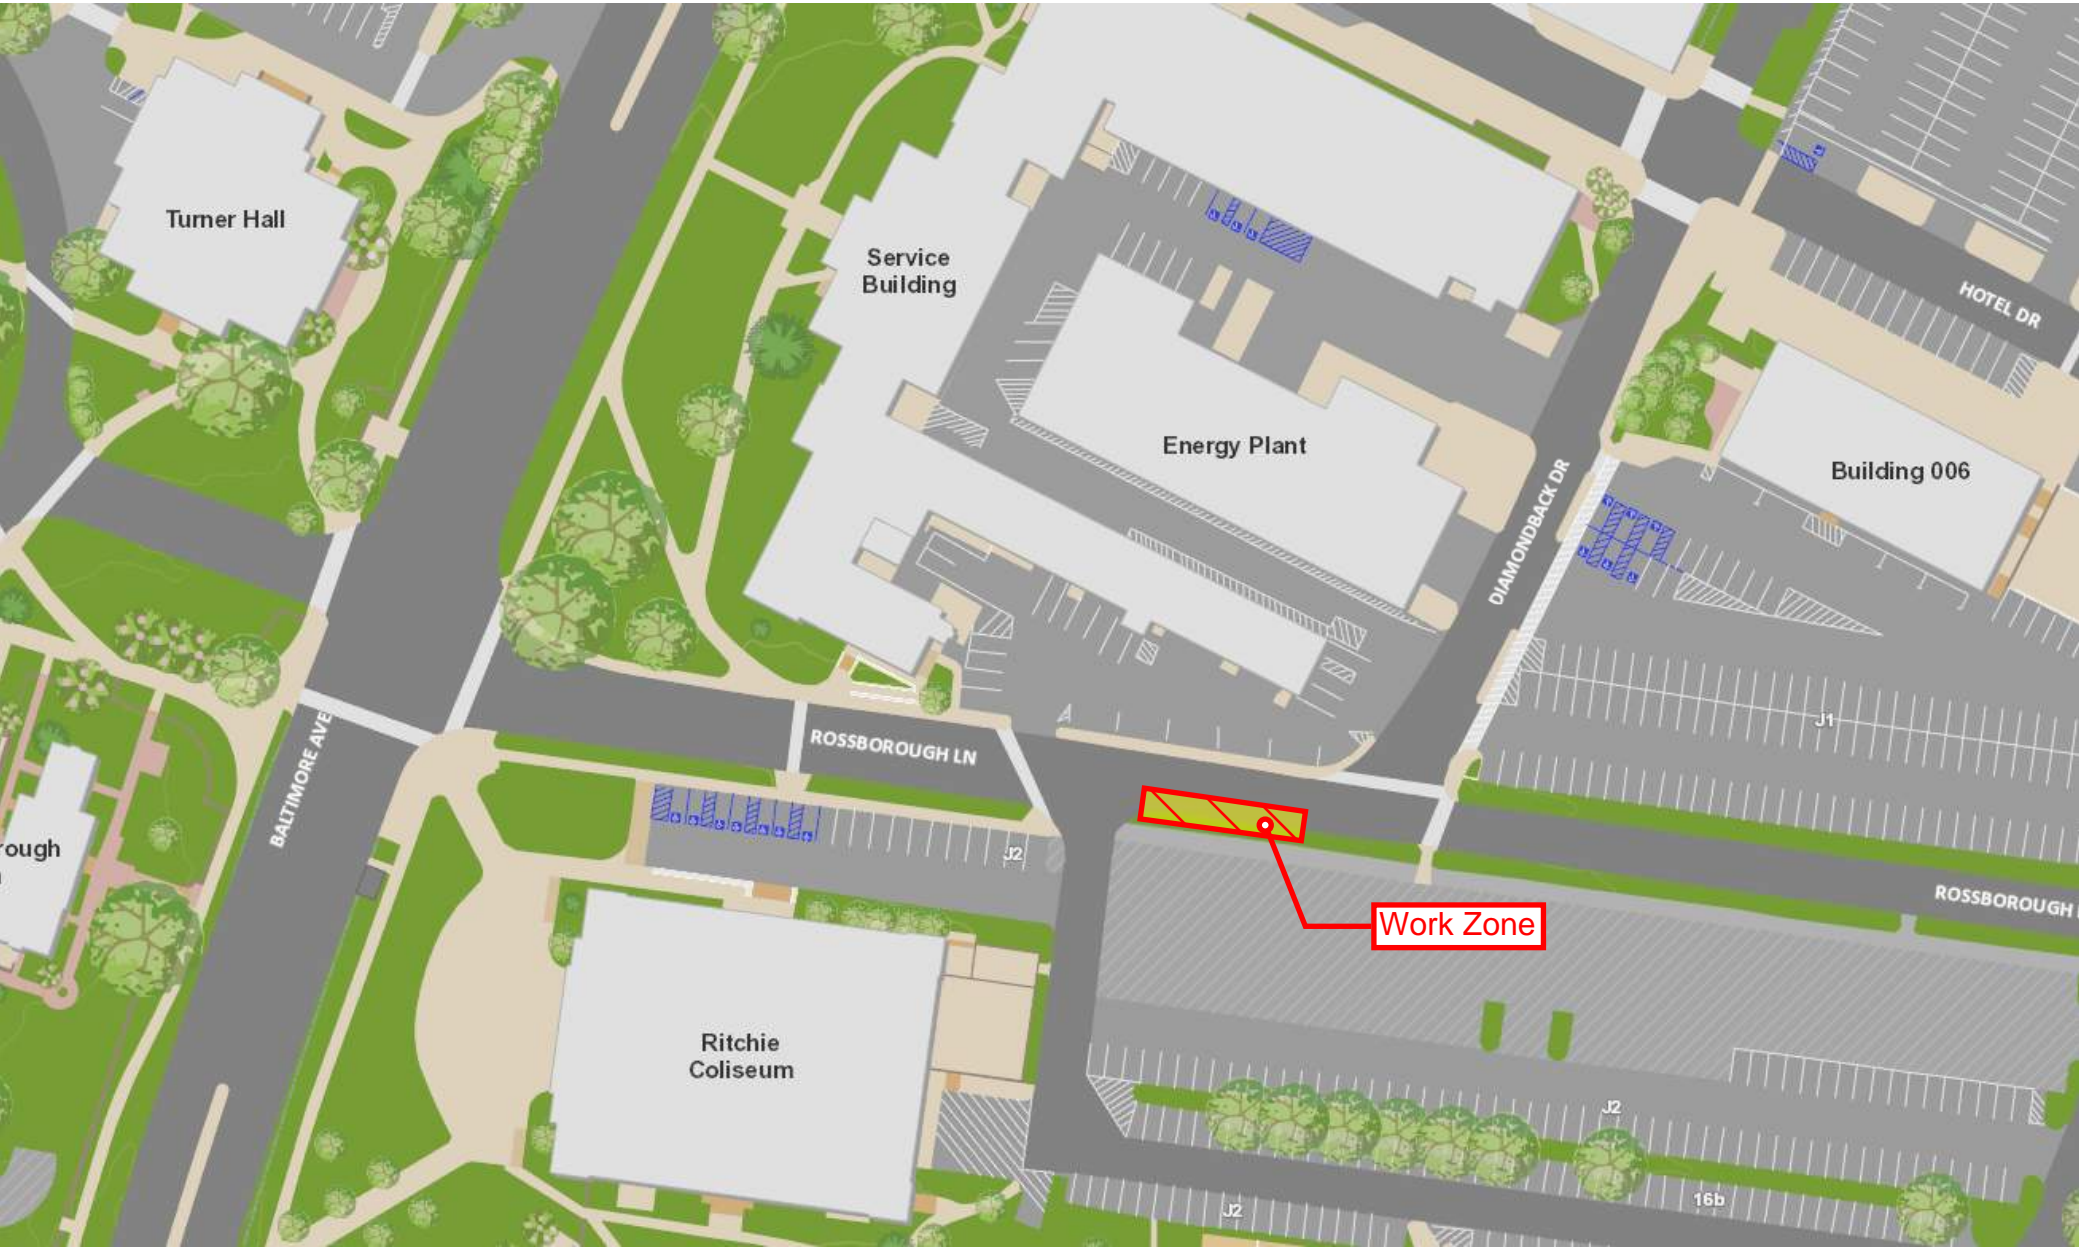 Turner Hall
Service
Building
HOTEL DR
Energy Plant
Building 006
DIAMONDBACK DR
J1
ROSSBOROUGH LN
BALTIMORE AVE
rough
J2
ROSSBOROUGH
Work Zone
Ritchie
Coliseum
J2
16b
J2